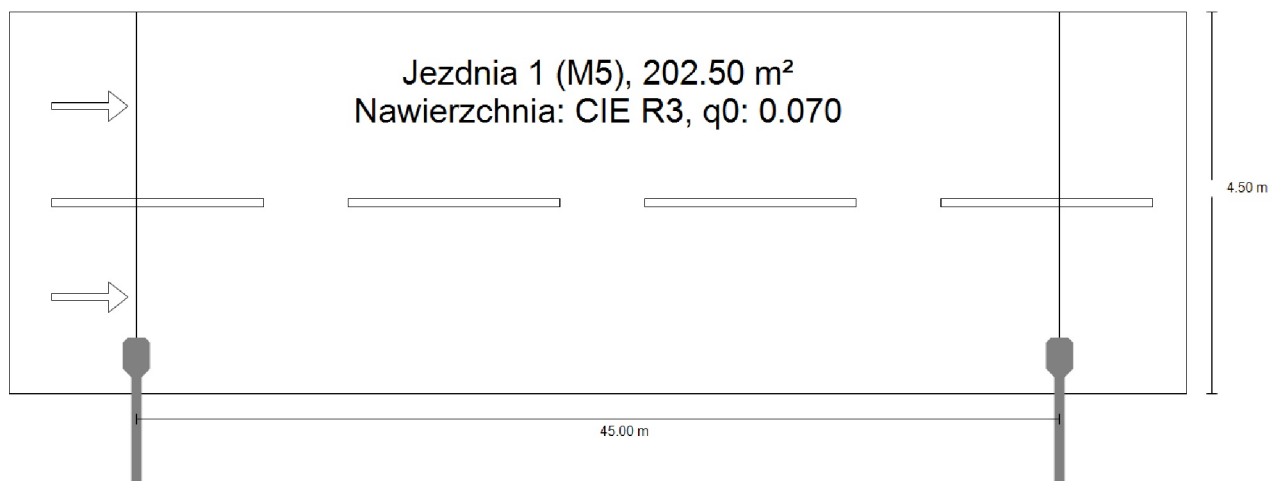 Jezdnia 1 (M5), 202.50 m²
Nawierzchnia: CIE R3, q0: 0.070
4.50 m
45.00 m